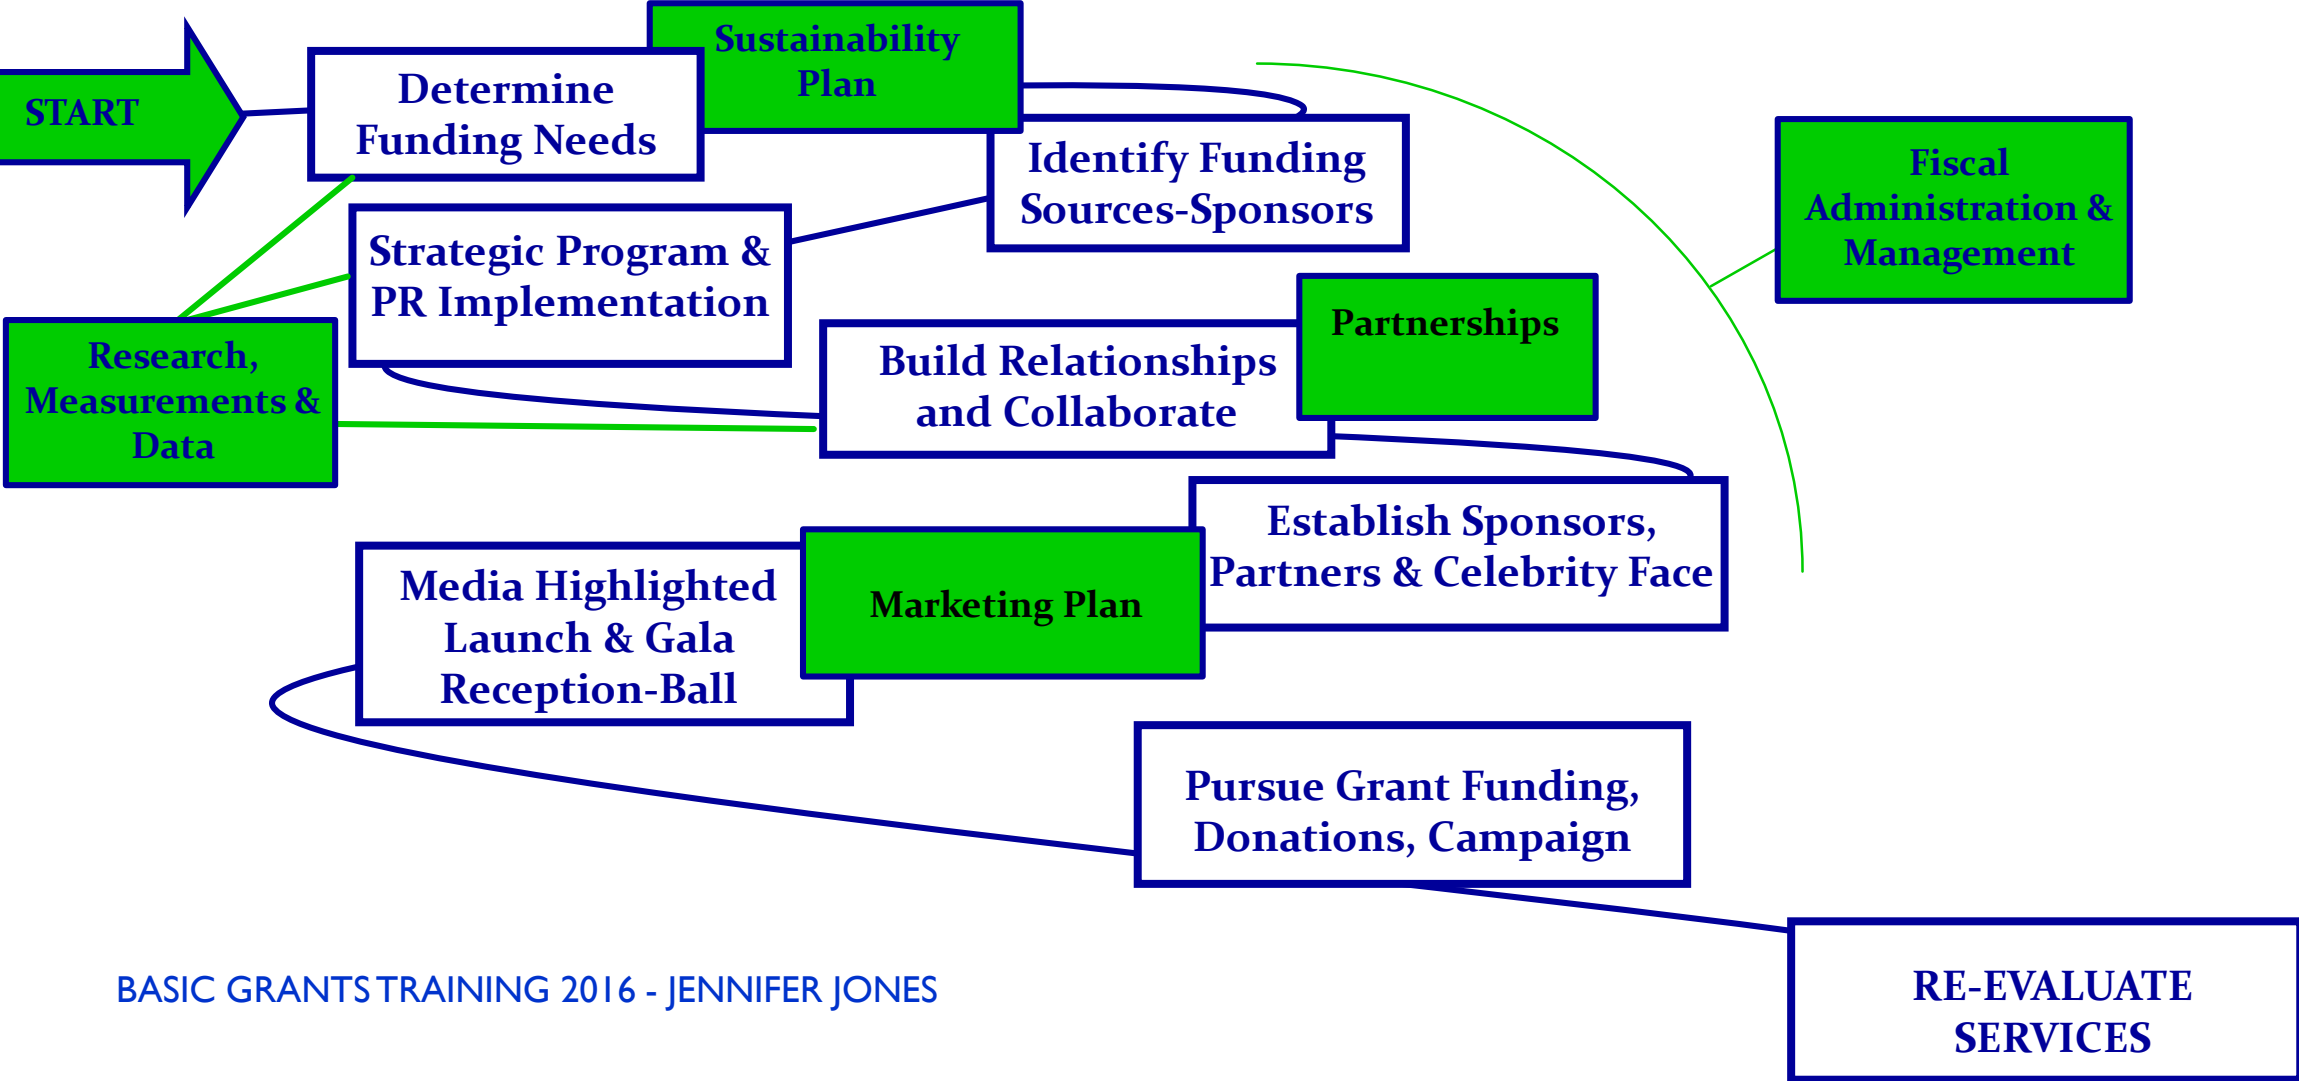 START
Determine
Funding Needs
Sustainability
Plan
Identify Funding
Sources-Sponsors
Fiscal
Administration &
Management
Strategic Program &
PR Implementation
Research,
Measurements &
Data
Build Relationships
and Collaborate
Partnerships
Establish Sponsors,
Partners & Celebrity Face
Media Highlighted
Launch & Gala
Reception-Ball
Marketing Plan
Pursue Grant Funding,
Donations, Campaign
RE-EVALUATE
SERVICES
BASIC GRANTS TRAINING 2016 - JENNIFER JONES